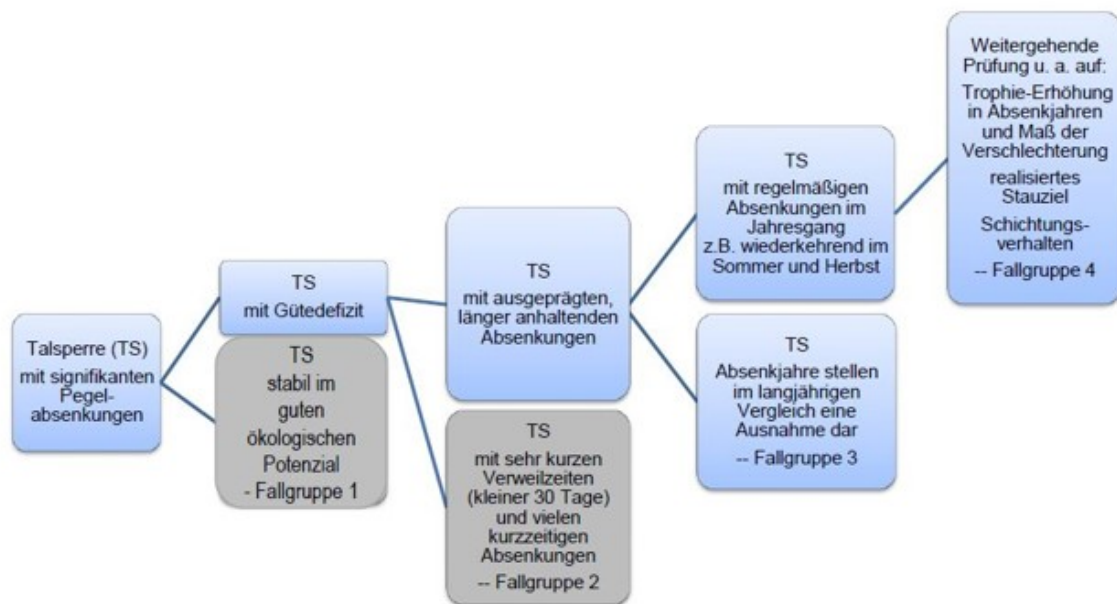 Talsperre (TS)
mit signifikanten
Pegel-
absenkungen
TS
mit Gütedefizit
TS
stabil im
guten
ökologischen
Potenzial
- Fallgruppe 1
TS
mit ausgeprägten,
länger anhaltenden
Absenkungen
TS
mit sehr kurzen
Verweilzeiten
(kleiner 30 Tage)
und vielen
kurzzeitigen
Absenkungen
-- Fallgruppe 2
TS
mit regelmäßigen
Absenkungen im
Jahresgang
z.B. wiederkehrend im
Sommer und Herbst
TS
Absenkjahre stellen
im langjährigen
Vergleich eine
Ausnahme dar
-- Fallgruppe 3
Weitergehende
Prüfung u. a. auf:
Trophie-Erhöhung
in Absenkjahren
und Maß der
Verschlechterung
realisiertes
Stauziel
Schichtungs-
verhalten
-- Fallgruppe 4